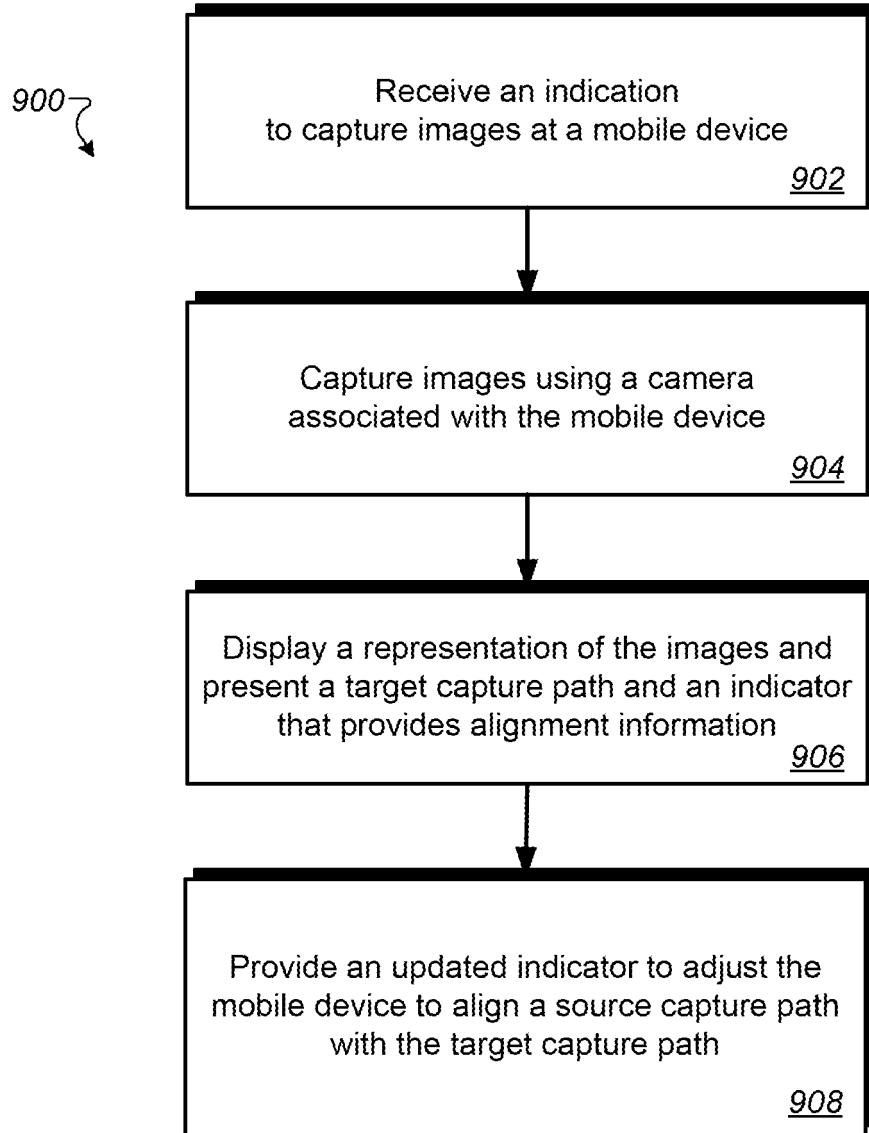 900
Receive an indication
to capture images at a mobile device
902
Capture images using a camera
associated with the mobile device
904
Display a representation of the images and
present a target capture path and an indicator
that provides alignment information
906
Provide an updated indicator to adjust the
mobile device to align a source capture path
with the target capture path
908